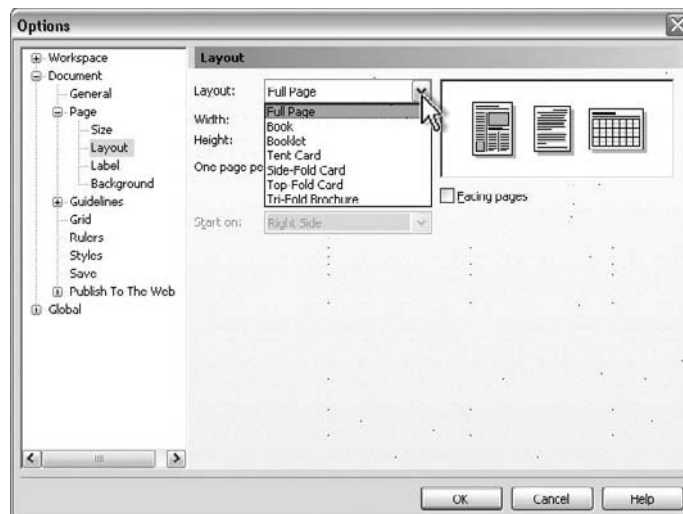 Options
Workspace
Document
General
Page
Size
Layout
Label
Background
Guidelines
Grid
Rulers
Styles
Save
Publish To The Web
Global
Layout
Layout: Full Page
Full Page
Book
Booklet
Tent Card
Side-Fold Card
Top-Fold Card
Tri-Fold Brochure
Width:
Height:
One page pe
Facing pages
Start on: Right Side
OK Cancel Help